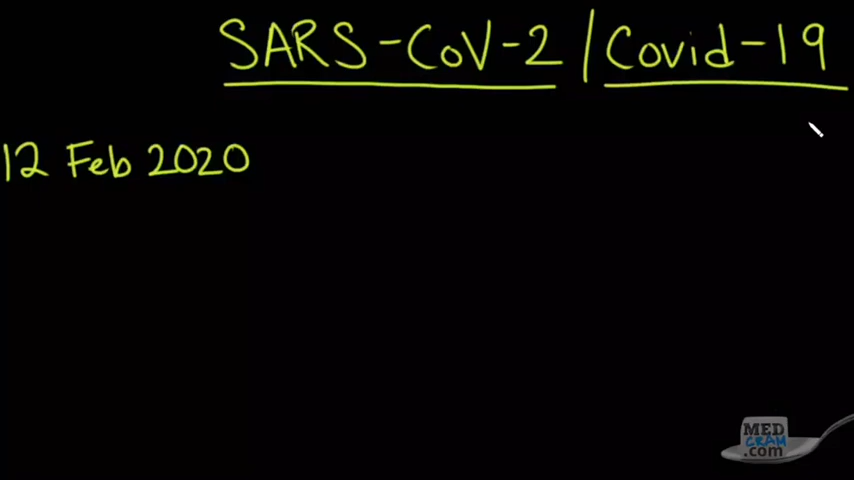 SARS-CoV-2 / Covid-19
12 Feb 2020
MED
CRAM
.com